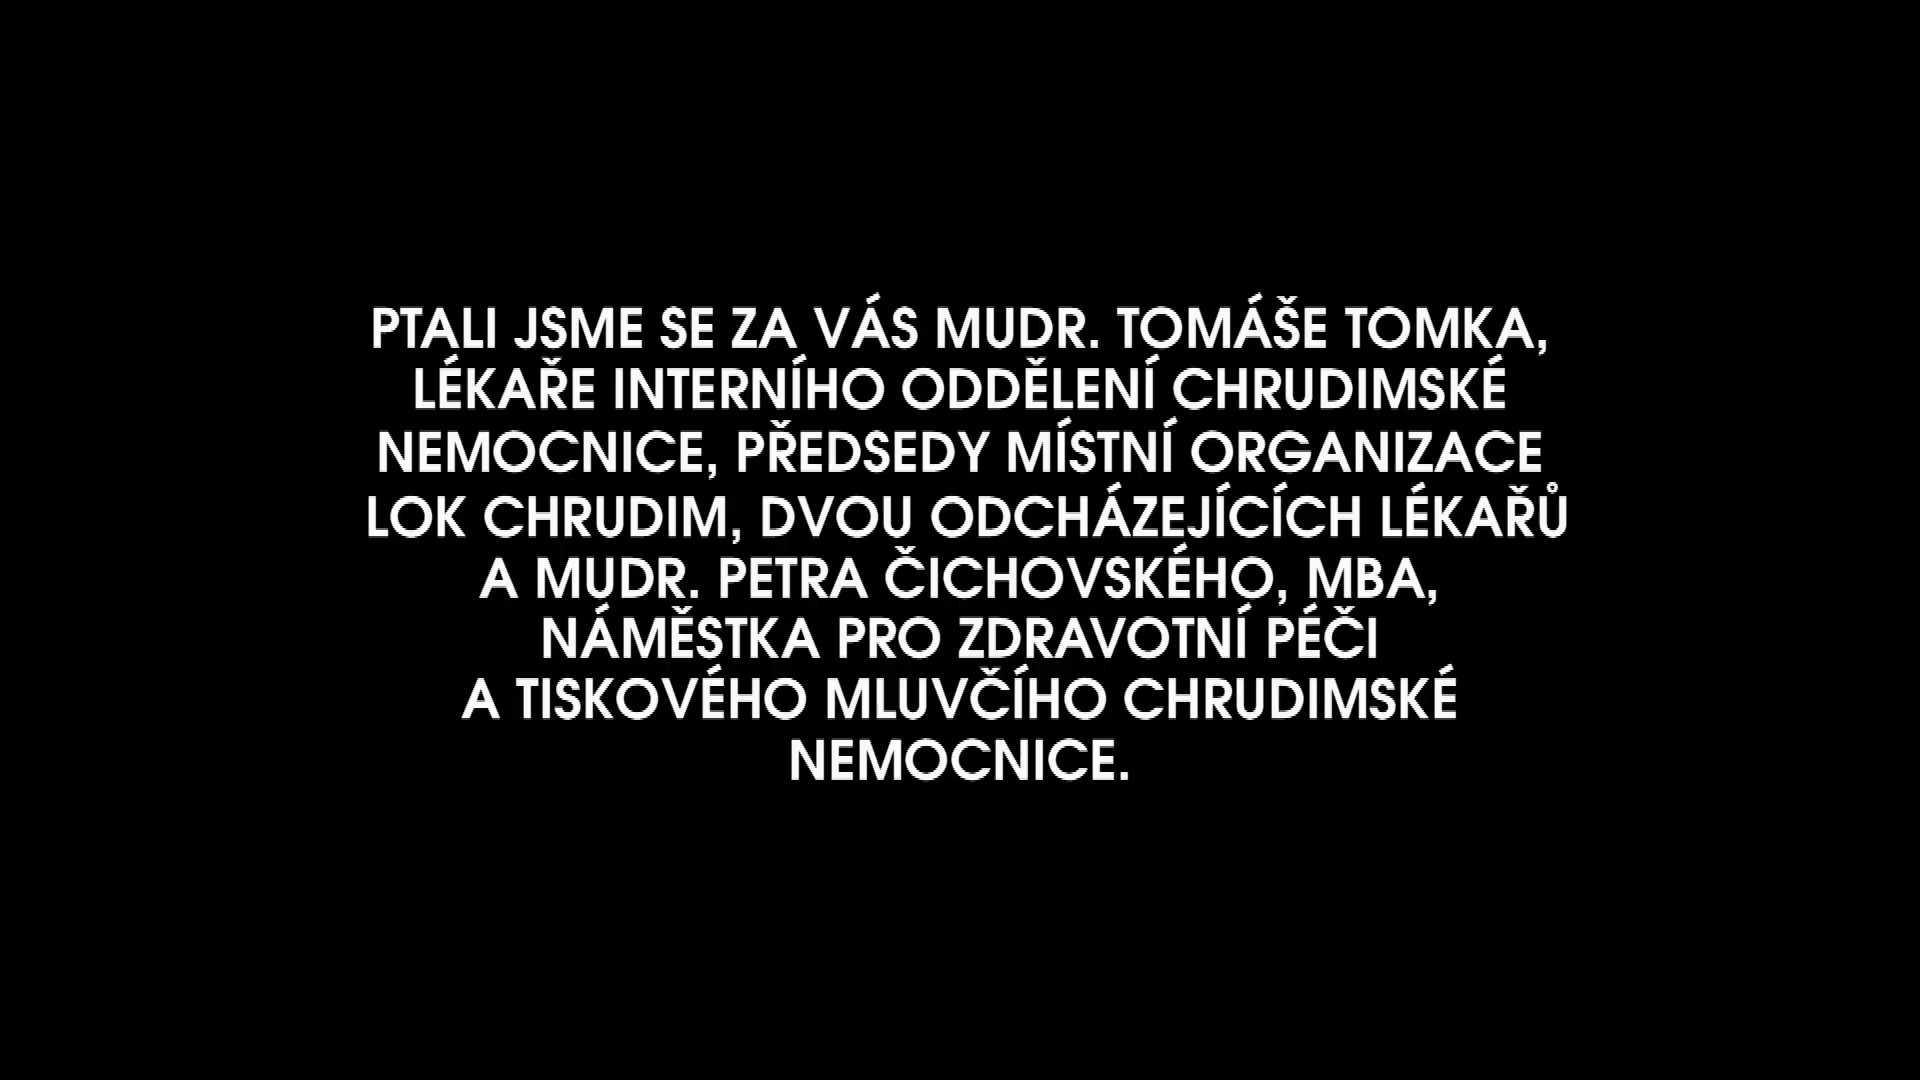 PTALI JSME SE ZA VÁS MUDR. TOMÁŠE TOMKA,
LÉKAŘE INTERNÍHO ODDĚLENÍ CHRUDIMSKÉ
NEMOCNICE, PŘEDSEDY MÍSTNÍ ORGANIZACE
LOK CHRUDIM, DVOU ODCHÁZEJÍCÍCH LÉKAŘŮ
A MUDR. PETRA ČICHOVSKÉHO, MBA,
NÁMĚSTKA PRO ZDRAVOTNÍ PÉČI
A TISKOVÉHO MLUVČÍHO CHRUDIMSKÉ
NEMOCNICE.